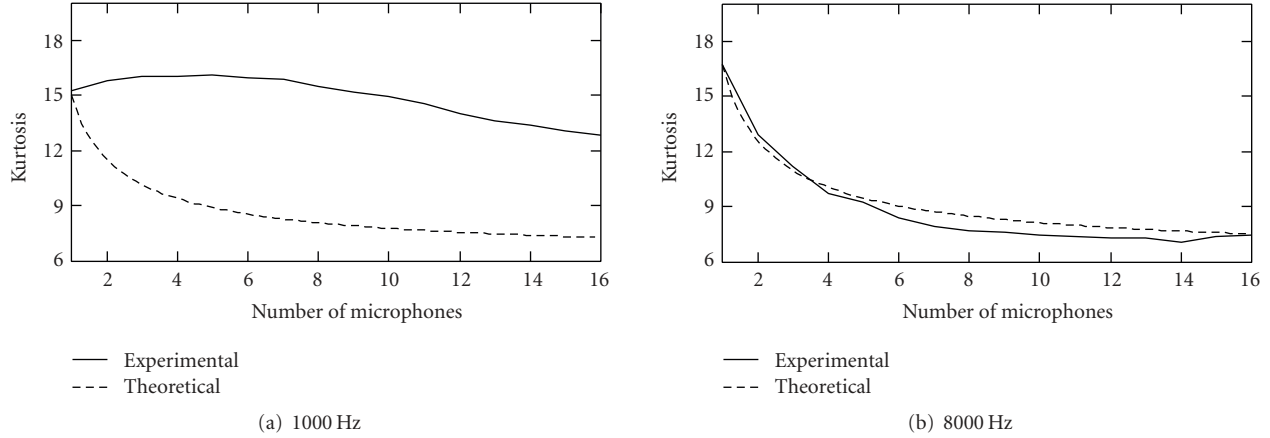 18
15
12
9
6
Kurtosis
2 4 6 8 10 12 14 16
Number of microphones
Experimental
Theoretical
(a) 1000 Hz
18
15
12
9
6
Kurtosis
2 4 6 8 10 12 14 16
Number of microphones
Experimental
Theoretical
(b) 8000 Hz